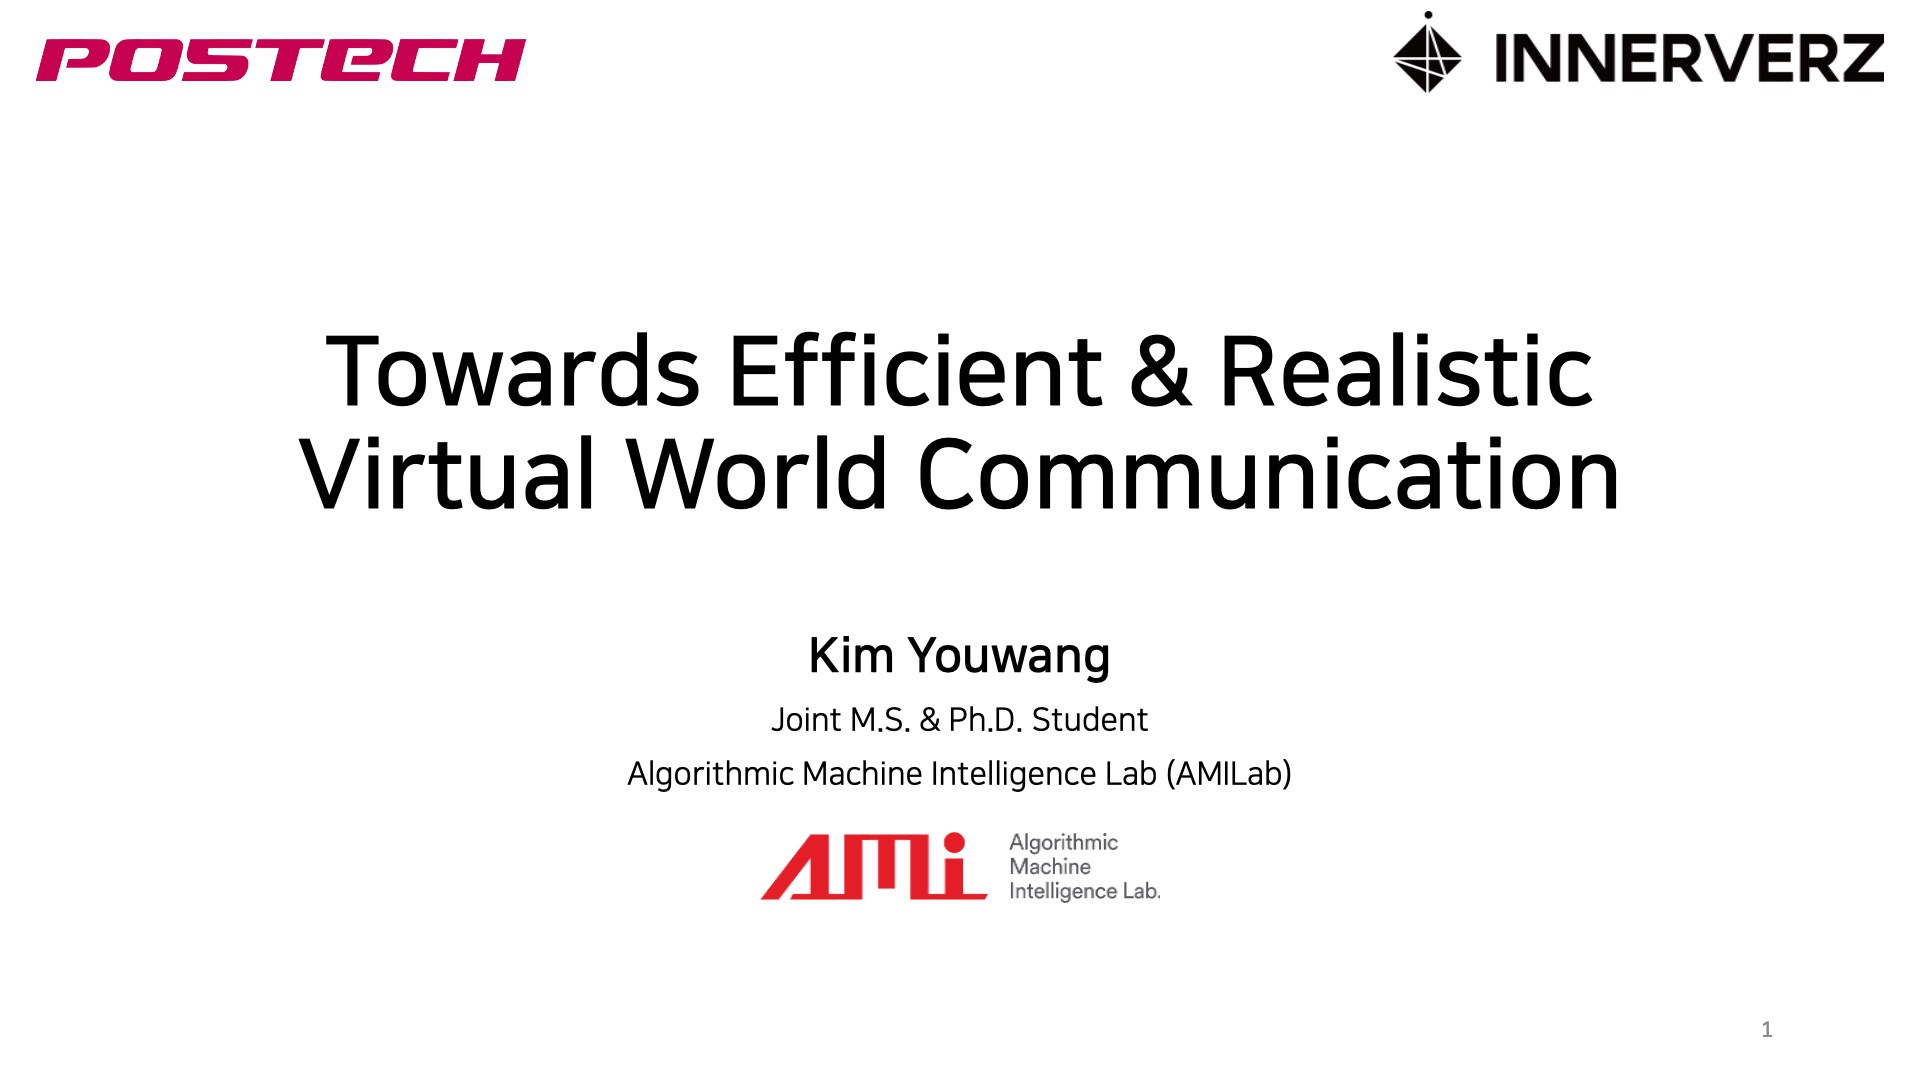 POSTECH
INNERVERZ
Towards Efficient & Realistic
Virtual World Communication
Kim Youwang
Joint M.S. & Ph.D. Student
Algorithmic Machine Intelligence Lab (AMILab)
AMi
Algorithmic
Machine
Intelligence Lab.
1